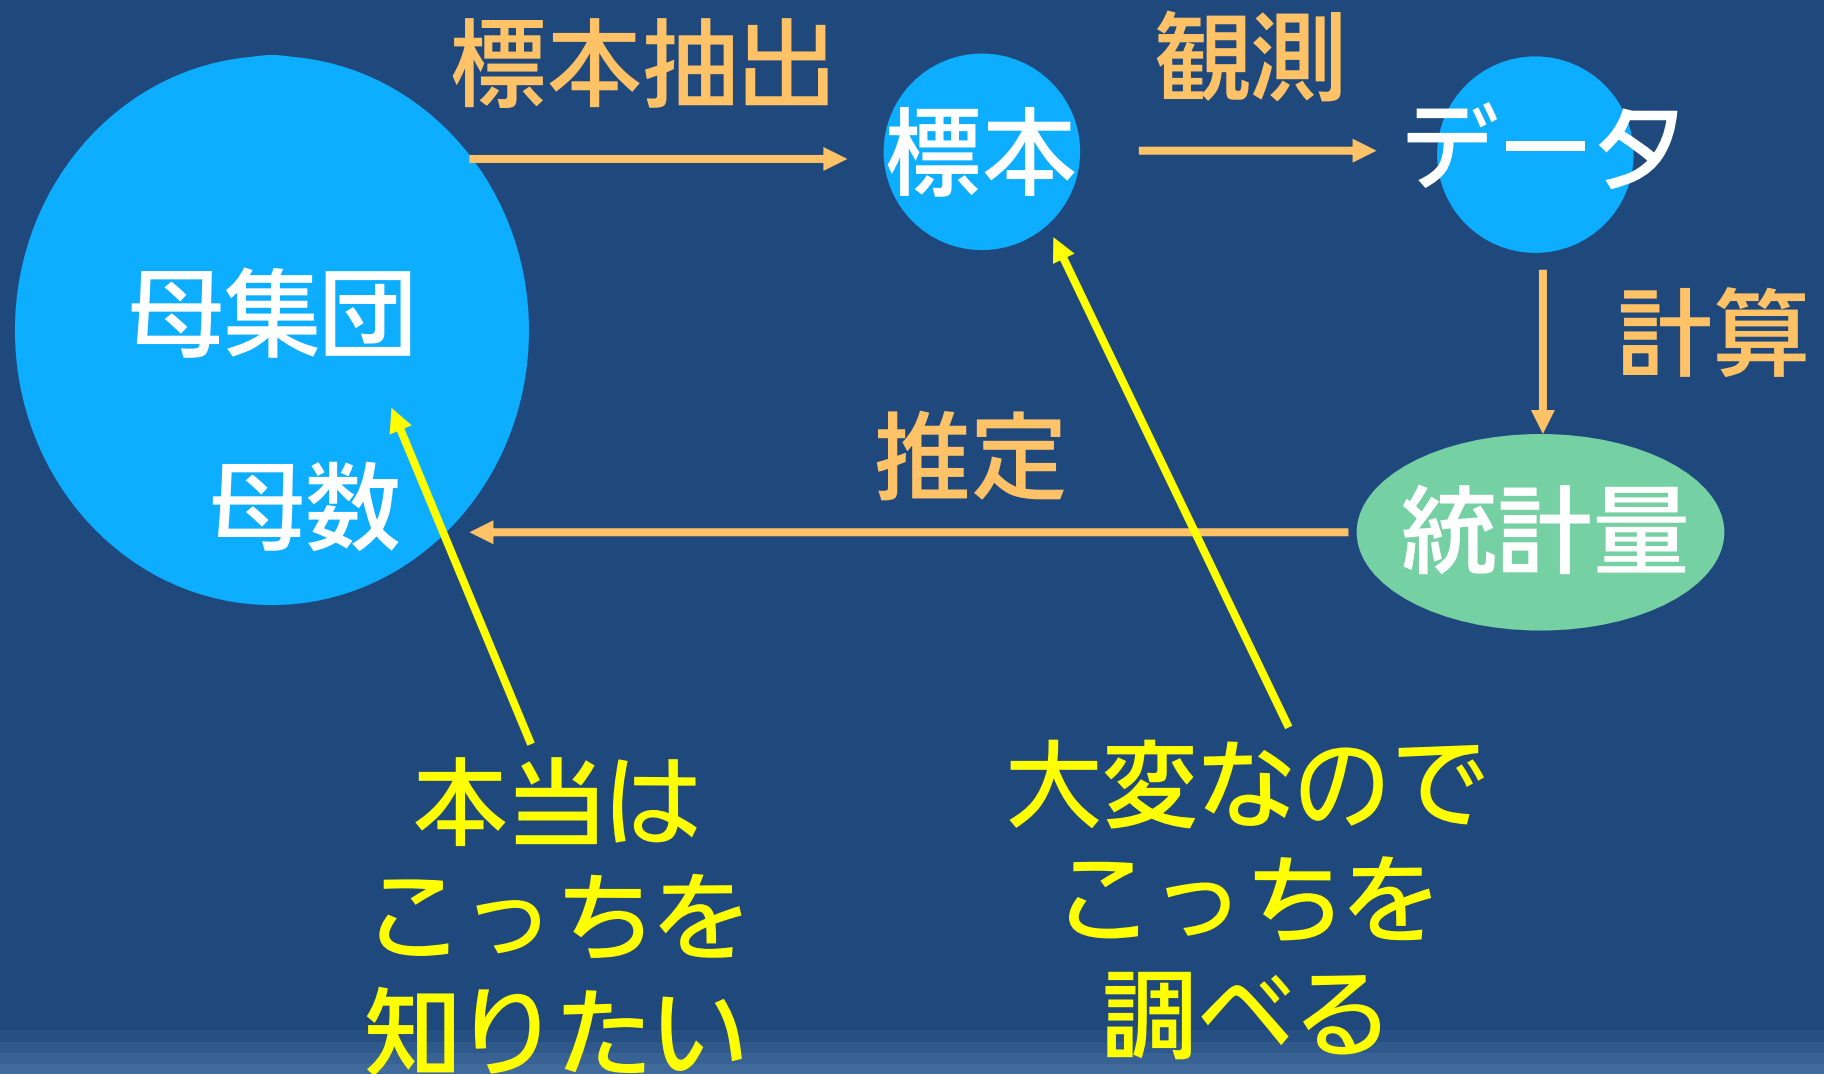 標本抽出
観測
標本
データ
母集団
計算
推定
母数
統計量
本当は
こっちを
知りたい
大変なので
こっちを
調べる